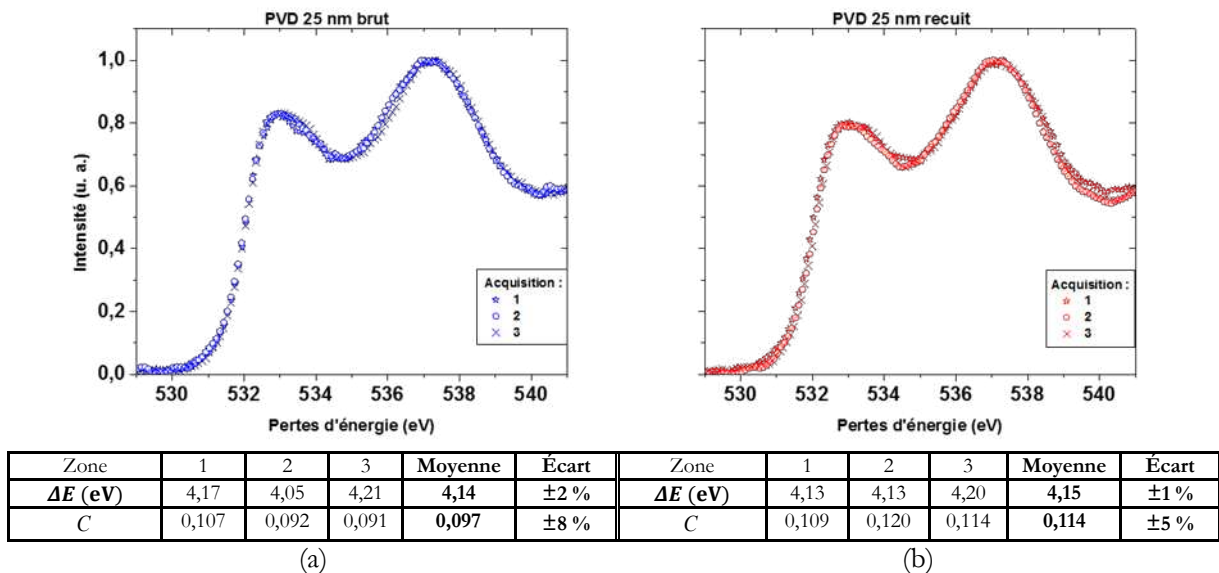 PVD 25 nm brut
Intensité (u. a.)
1,0
0,8
0,6
0,4
0,2
0,0
530 532 534 536 538 540
Pertes d'énergie (eV)
Acquisition :
1
2
3
PVD 25 nm recuit
530 532 534 536 538 540
Pertes d'énergie (eV)
Acquisition :
1
2
3
Zone 1 2 3 Moyenne Écart Zone 1 2 3 Moyenne Écart
ΔE (eV) 4,17 4,05 4,21 4,14 ±2 % ΔE (eV) 4,13 4,13 4,20 4,15 ±1 %
C 0,107 0,092 0,091 0,097 ±8 % C 0,109 0,120 0,114 0,114 ±5 %
(a) (b)